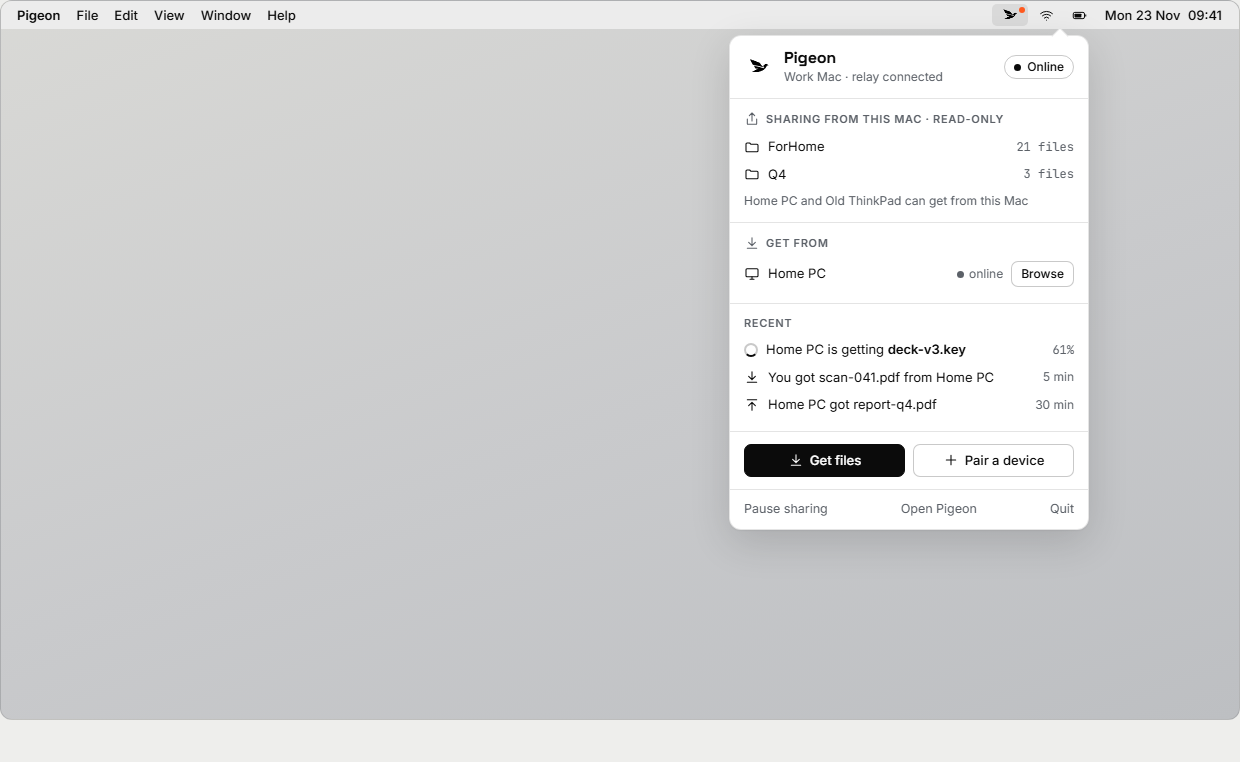 Pigeon File Edit View Window Help Mon 23 Nov 09:41
Pigeon
Work Mac · relay connected
Online
SHARING FROM THIS MAC · READ-ONLY
ForHome 21 files
Q4 3 files
Home PC and Old ThinkPad can get from this Mac
GET FROM
Home PC online Browse
RECENT
Home PC is getting deck-v3.key 61%
You got scan-041.pdf from Home PC 5 min
Home PC got report-q4.pdf 30 min
Get files Pair a device
Pause sharing Open Pigeon Quit